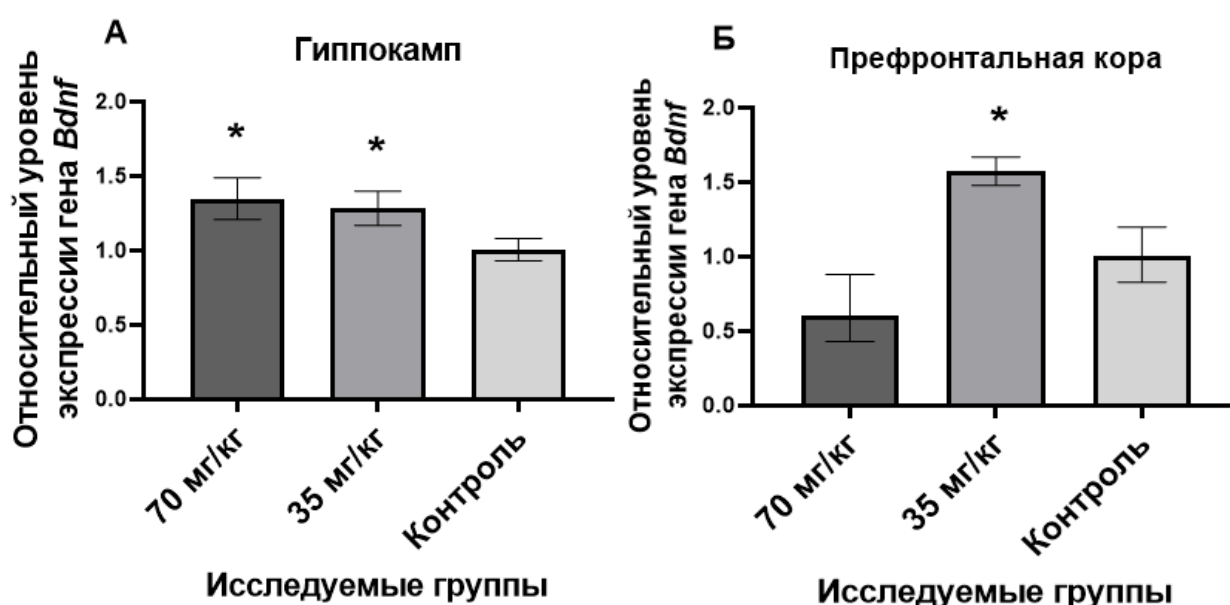 А
Гиппокамп
Относительный уровень
экспрессии гена Bdnf
2.0
*
*
1.5
1.0
0.5
0.0
70 мг/кг
35 мг/кг
Контроль
Исследуемые группы
Б
Префронтальная кора
Относительный уровень
экспрессии гена Bdnf
2.0
*
1.5
1.0
0.5
0.0
70 мг/кг
35 мг/кг
Контроль
Исследуемые группы